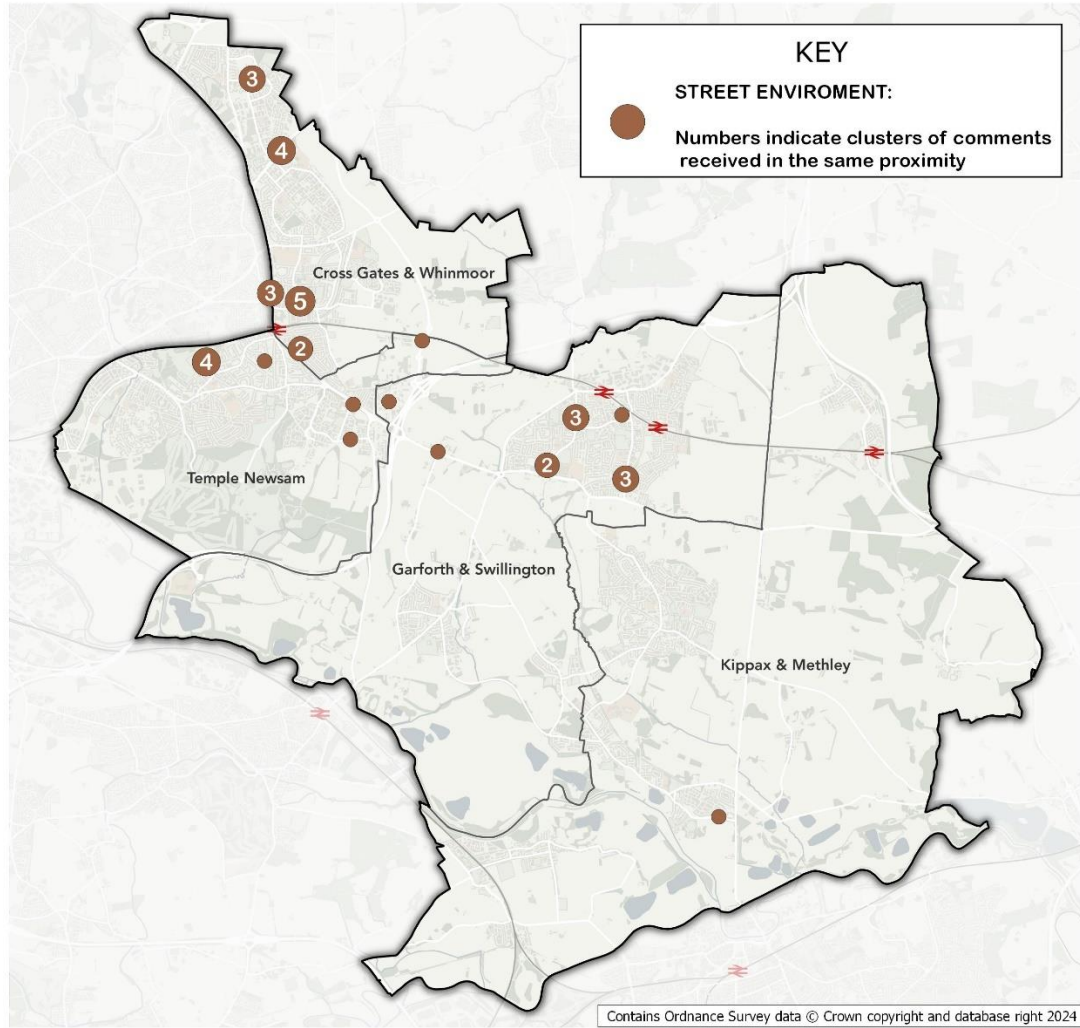 KEY
STREET ENVIROMENT:
Numbers indicate clusters of comments
received in the same proximity
3
4
Cross Gates & Whinmoor
3
5
2
4
3
2
3
Temple Newsam
Garforth & Swillington
Kippax & Methley
Contains Ordnance Survey data © Crown copyright and database right 2024